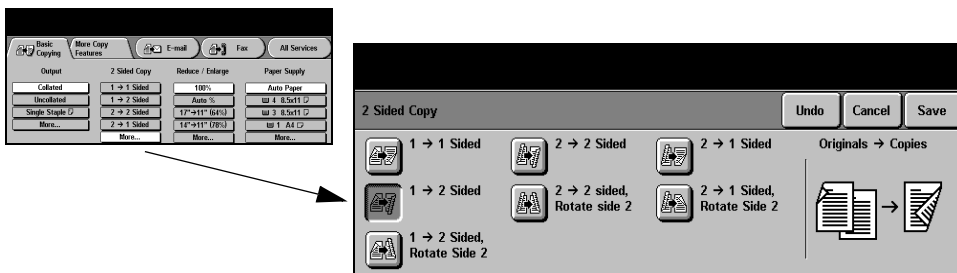 Basic Copying
More Copy Features
E-mail
Fax
All Services
Output
2 Sided Copy
Reduce / Enlarge
Paper Supply
Collated
1 → 1 Sided
100%
Auto Paper
Uncollated
1 → 2 Sided
Auto %
4 8.5x11
Single Staple
2 → 2 Sided
17"→11" (64%)
3 8.5x11
More...
2 → 1 Sided
14"→11" (78%)
1 A4
More...
More...
More...
2 Sided Copy
Undo
Cancel
Save
1 → 1 Sided
2 → 2 Sided
2 → 1 Sided
Originals → Copies
1 → 2 Sided
2 → 2 sided,
Rotate side 2
2 → 1 Sided,
Rotate Side 2
1 → 2 Sided,
Rotate Side 2